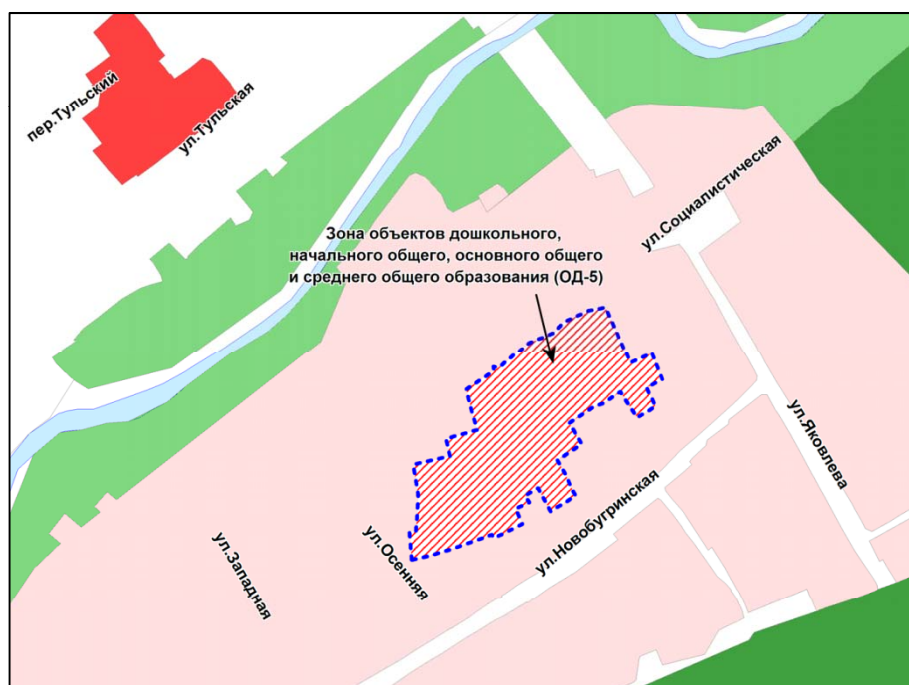 пер.Тульский
ул.Тульская
ул.Социалистическая
Зона объектов дошкольного,
начального общего, основного общего
и среднего общего образования (ОД-5)
ул.Яковлева
ул.Новобугринская
ул.Осенняя
ул.Западная